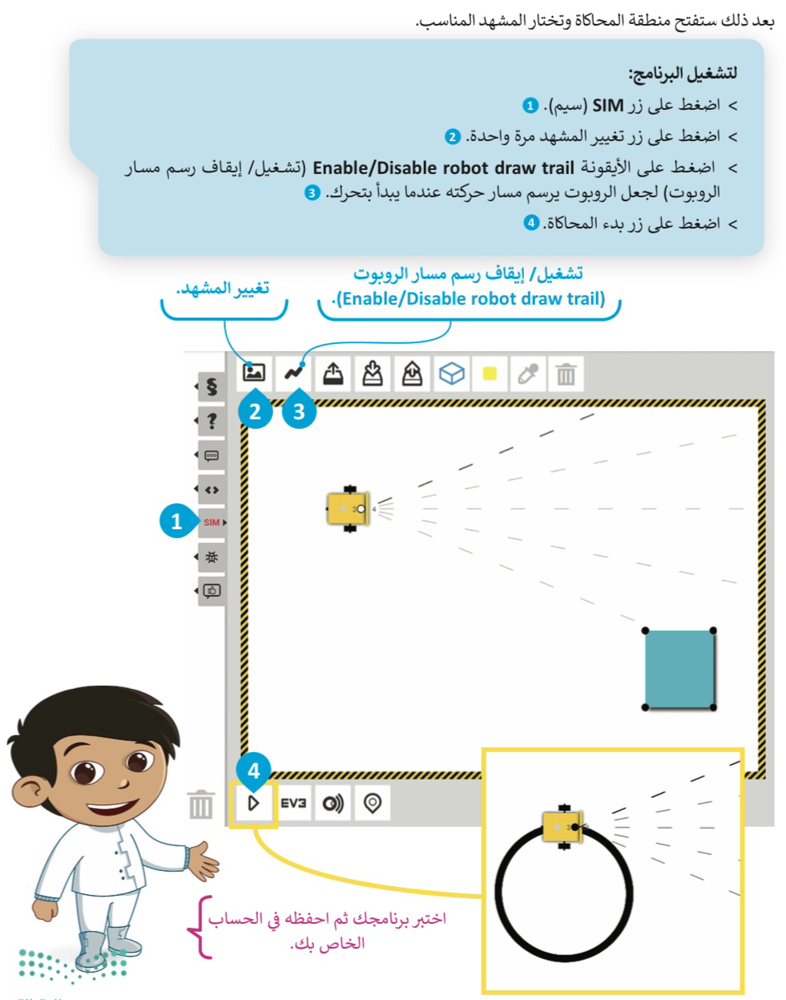 بعد ذلك ستفتح منطقة المحاكاة وتختار المشهد المناسب.
لتشغيل البرنامج:
> اضغط على زر SIM (سيم). 1
> اضغط على زر تغيير المشهد مرة واحدة. 2
> اضغط على الأيقونة Enable/Disable robot draw trail (تشغيل/ إيقاف رسم مسار
الروبوت) لجعل الروبوت يرسم مسار حركته عندما يبدأ بتحرك. 3
> اضغط على زر بدء المحاكاة. 4
تشغيل/ إيقاف رسم مسار الروبوت
(Enable/Disable robot draw trail).
تغيير المشهد.
2
3
§
?
1
SIM
3
4
4
EV3
3
اختبر برنامجك ثم احفظه في الحساب
الخاص بك.